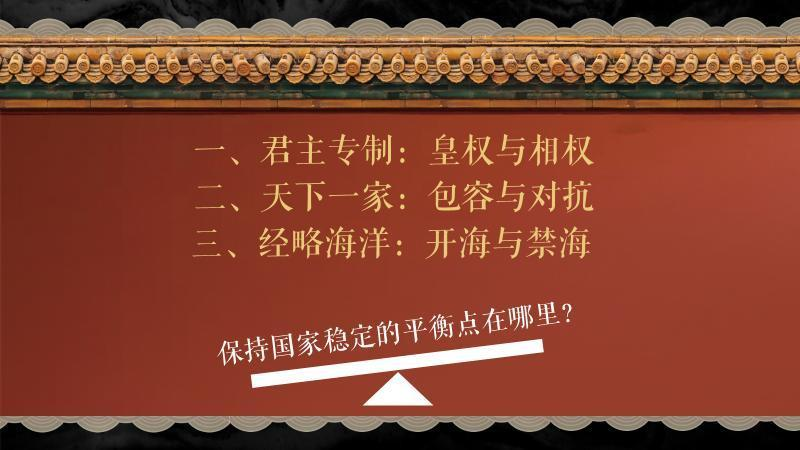 一、君主专制：皇权与相权
二、天下一家：包容与对抗
三、经略海洋：开海与禁海
保持国家稳定的平衡点在哪里？